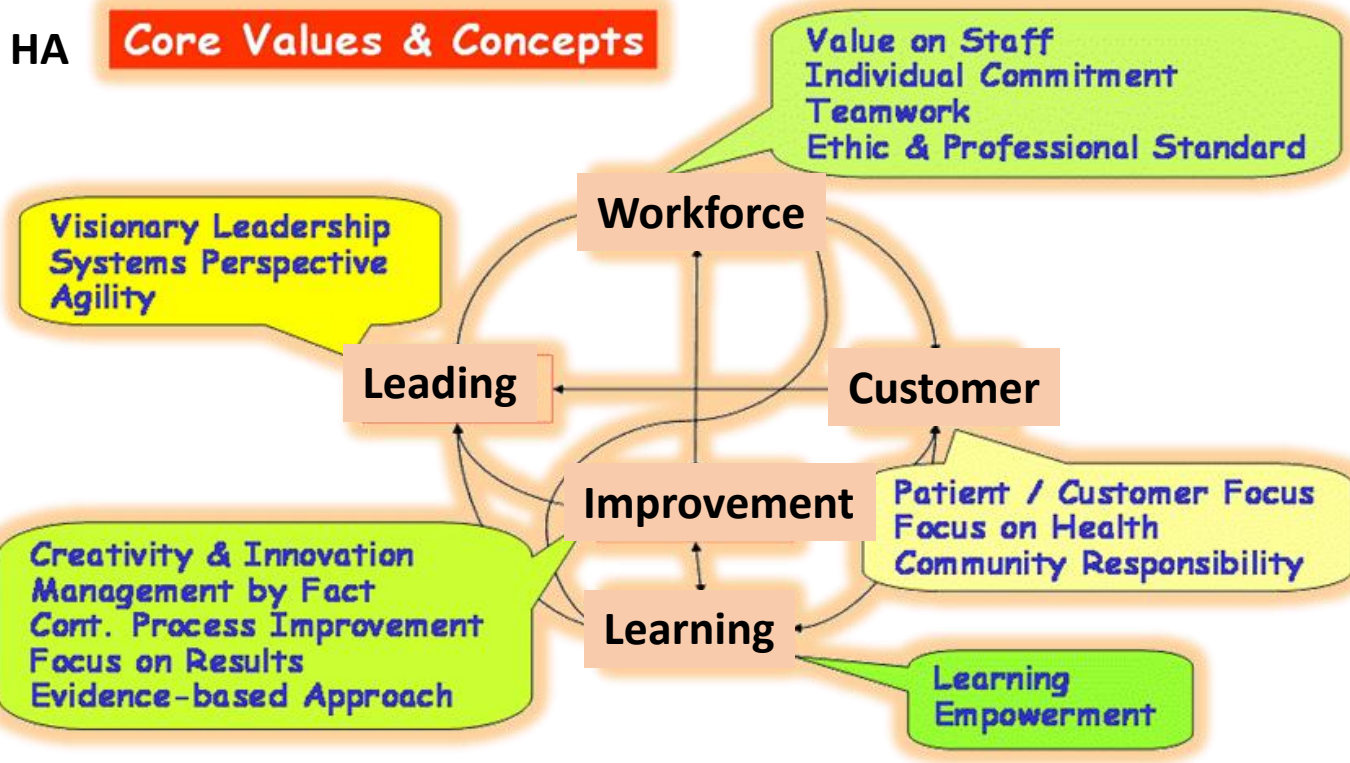 HA
Core Values & Concepts
Value on Staff
Individual Commitment
Teamwork
Ethic & Professional Standard
Workforce
Visionary Leadership
Systems Perspective
Agility
Leading
Customer
Improvement
Patient / Customer Focus
Focus on Health
Community Responsibility
Creativity & Innovation
Management by Fact
Cont. Process Improvement
Focus on Results
Evidence-based Approach
Learning
Learning
Empowerment